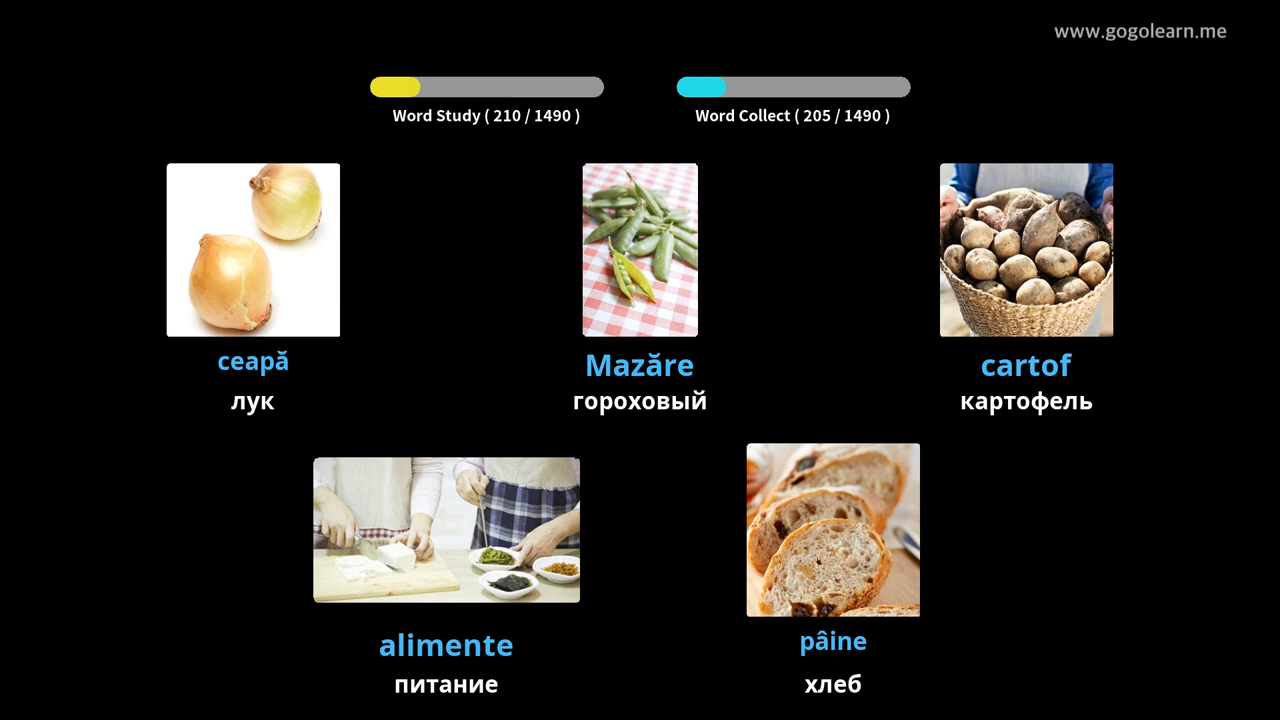 www.gogolearn.me
Word Study ( 210 / 1490 )
Word Collect ( 205 / 1490 )
ceapă
лук
Mazăre
гороховый
cartof
картофель
alimente
питание
pâine
хлеб